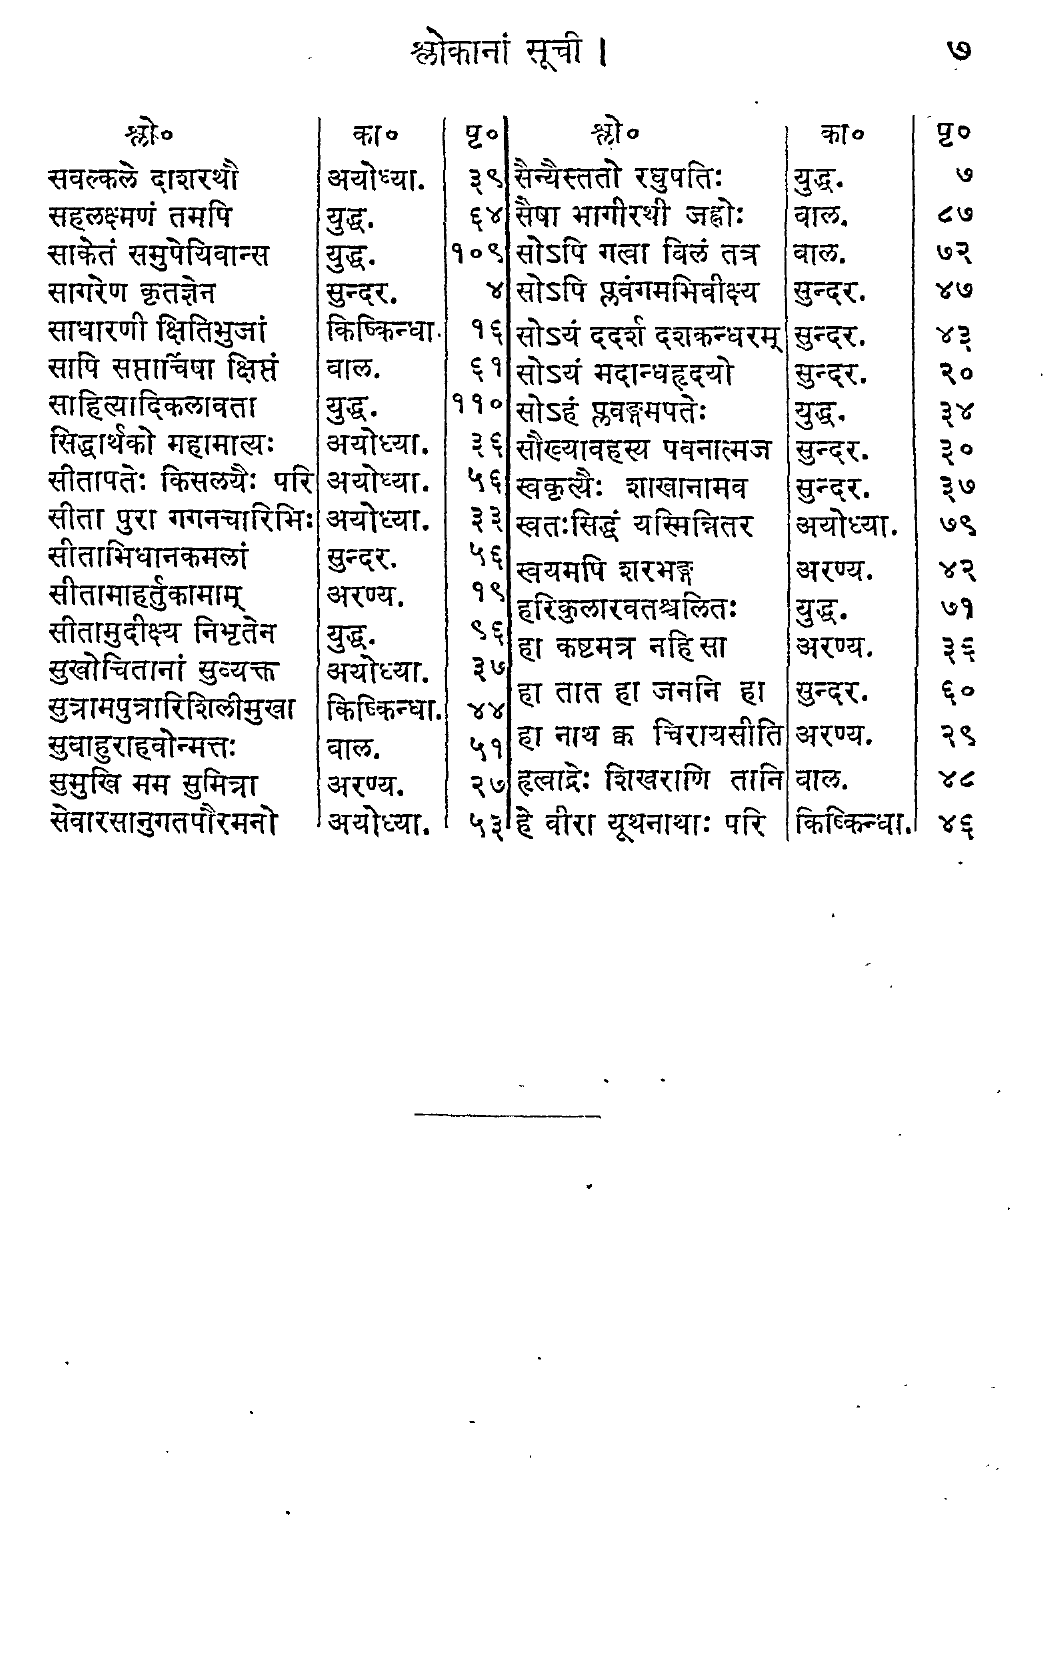 श्लोकानां सूची । ७
श्लो० का० पृ०
सवल्कले दाशरथौ अयोध्या. ३९
सहलक्ष्मणं तमपि युद्ध. ६४
साकेतं समुपेयिवान्स युद्ध. १०९
सागरेण कृतज्ञेन सुन्दर. ४
साधारणी क्षितिभुजां किष्किन्धा. १६
सापि सप्तार्चिषा क्षिप्तं वाल. ६१
साहित्यादिकलावता युद्ध. ११०
सिद्धार्थको महामात्यः अयोध्या. ३६
सीतापतेः किसलयैः परि अयोध्या. ५६
सीता पुरा गगनचारिभिः अयोध्या. ३३
सीताभिधानकमलां सुन्दर. ५६
सीतामाहर्तुकामाम् अरण्य. १९
सीतामुदीक्ष्य निभृतेन युद्ध. ९६
सुखोचितानां सुव्यक्त अयोध्या. ३७
सुत्रामपुत्रारिशिलीमुखा किष्किन्धा. ४४
सुवाहुराहवोन्मत्तः वाल. ५१
सुमुखि मम सुमित्रा अरण्य. २७
सेवारसानुगतपौरमनो अयोध्या. ५३
श्लो० का० पृ०
सैन्यैस्ततो रघुपतिः युद्ध. ७
सैषा भागीरथी जह्नोः वाल. ८७
सोऽपि गत्वा विलं तत्र वाल. ७२
सोऽपि प्लवंगमभिवीक्ष्य सुन्दर. ४७
सोऽयं ददर्श दशकन्धरम् सुन्दर. ४३
सोऽयं मदान्धहृदयो सुन्दर. २०
सोऽहं प्लवङ्गमपतेः युद्ध. ३४
सौख्यावहस्य पवनात्मज सुन्दर. ३०
स्वकृत्यैः शाखानामव सुन्दर. ३७
स्वतःसिद्धं यस्मिन्नितर अयोध्या. ७९
स्वयमपि शरभङ्ग अरण्य. ४२
हरिकुलारवतश्चलितः युद्ध. ७१
हा कष्टमत्र नहि सा अरण्य. ३६
हा तात हा जननि हा सुन्दर. ६०
हा नाथ क्व चिरायसीति अरण्य. २९
हृत्वाद्रेः शिखराणि तानि वाल. ४८
हे वीरा यूथनाथाः परि किष्किन्धा. ४६